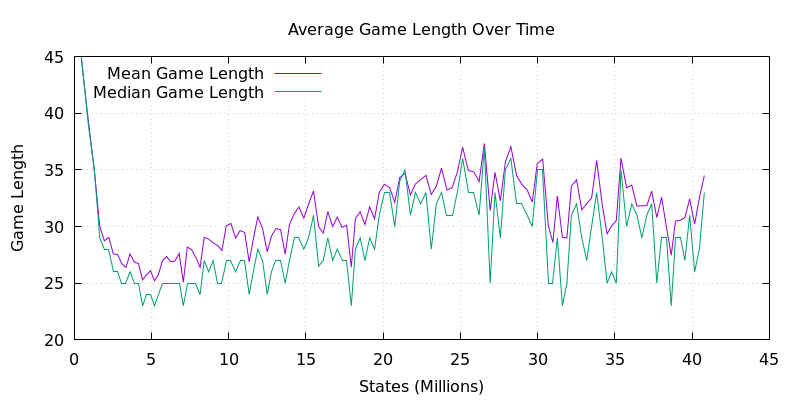 Average Game Length Over Time
Mean Game Length
Median Game Length
Game Length
45
40
35
30
25
20
0 5 10 15 20 25 30 35 40 45
States (Millions)